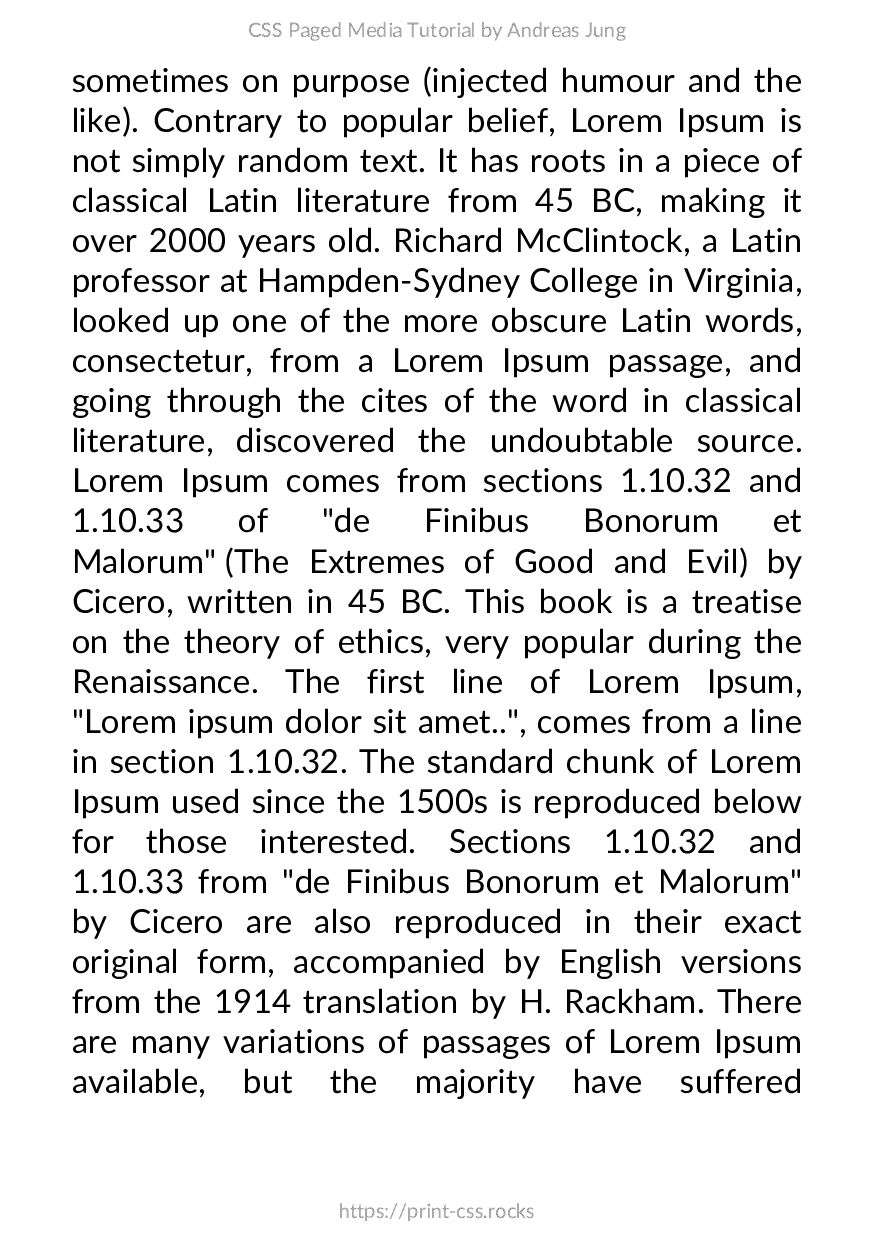 CSS Paged Media Tutorial by Andreas Jung
sometimes on purpose (injected humour and the
like). Contrary to popular belief, Lorem Ipsum is
not simply random text. It has roots in a piece of
classical Latin literature from 45 BC, making it
over 2000 years old. Richard McClintock, a Latin
professor at Hampden-Sydney College in Virginia,
looked up one of the more obscure Latin words,
consectetur, from a Lorem Ipsum passage, and
going through the cites of the word in classical
literature, discovered the undoubtable source.
Lorem Ipsum comes from sections 1.10.32 and
1.10.33 of "de Finibus Bonorum et
Malorum" (The Extremes of Good and Evil) by
Cicero, written in 45 BC. This book is a treatise
on the theory of ethics, very popular during the
Renaissance. The first line of Lorem Ipsum,
"Lorem ipsum dolor sit amet..", comes from a line
in section 1.10.32. The standard chunk of Lorem
Ipsum used since the 1500s is reproduced below
for those interested. Sections 1.10.32 and
1.10.33 from "de Finibus Bonorum et Malorum"
by Cicero are also reproduced in their exact
original form, accompanied by English versions
from the 1914 translation by H. Rackham. There
are many variations of passages of Lorem Ipsum
available, but the majority have suffered
https://print-css.rocks